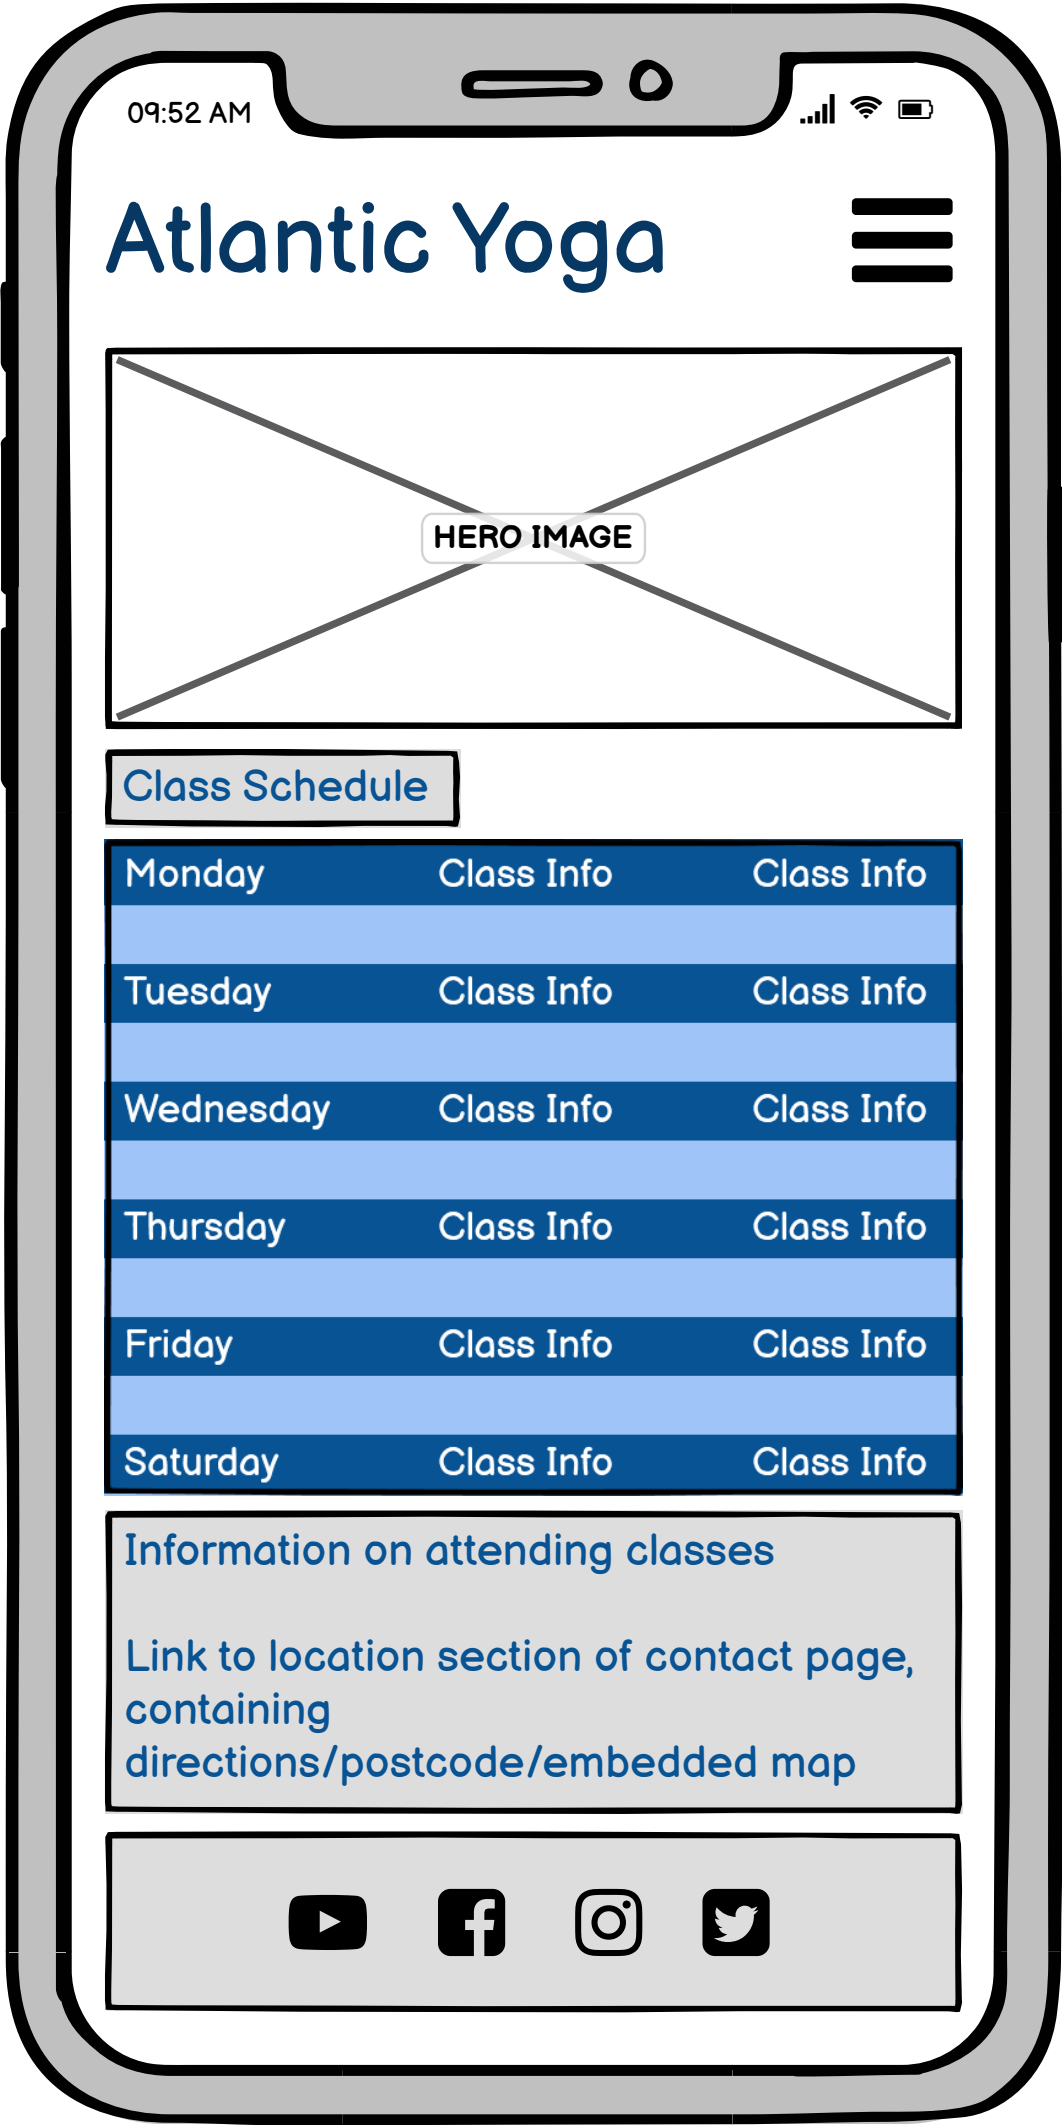 09:52 AM
Atlantic Yoga
HERO IMAGE
Class Schedule
Monday Class Info Class Info
Tuesday Class Info Class Info
Wednesday Class Info Class Info
Thursday Class Info Class Info
Friday Class Info Class Info
Saturday Class Info Class Info
Information on attending classes
Link to location section of contact page,
containing
directions/postcode/embedded map